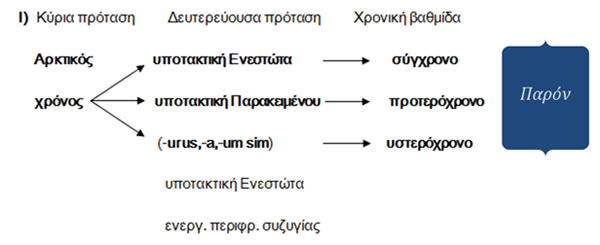 I) Κύρια πρόταση Δευτερεύουσα πρόταση Χρονική βαθμίδα
Αρκτικός υποτακτική Ενεστώτα σύγχρονο
χρόνος υποτακτική Παρακειμένου προτερόχρονο
(-urus,-a,-um sim) υστερόχρονο
υποτακτική Ενεστώτα
ενεργ. περιφρ. συζυγίας
Παρόν